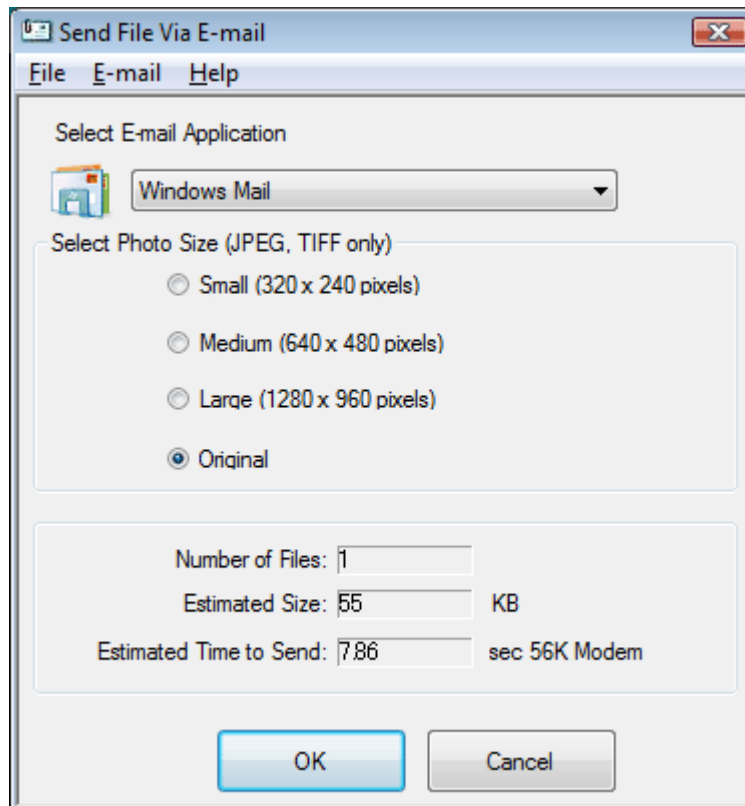 Send File Via E-mail
File E-mail Help
Select E-mail Application
Windows Mail
Select Photo Size (JPEG, TIFF only)
Small (320 x 240 pixels)
Medium (640 x 480 pixels)
Large (1280 x 960 pixels)
Original
Number of Files: 1
Estimated Size: 55 KB
Estimated Time to Send: 7.86 sec 56K Modem
OK Cancel